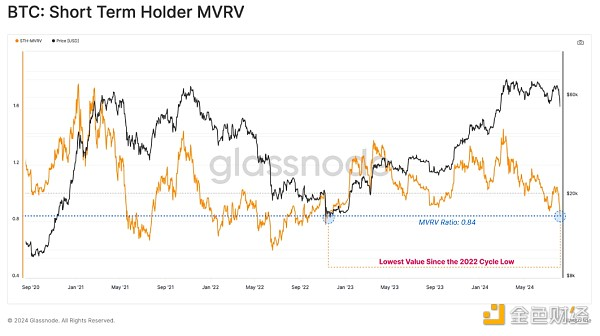 BTC: Short Term Holder MVRV
STH-MVRV Price [USD]
1.6
1.2
0.8
0.4
$60k
$20k
$8k
glassnode
MVRV Ratio: 0.84
Lowest Value Since the 2022 Cycle Low
Sep '20 Jan '21 May '21 Sep '21 Jan '22 May '22 Sep '22 Jan '23 May '23 Sep '23 Jan '24 May '24
© 2024 Glassnode. All Rights Reserved.
金色财经